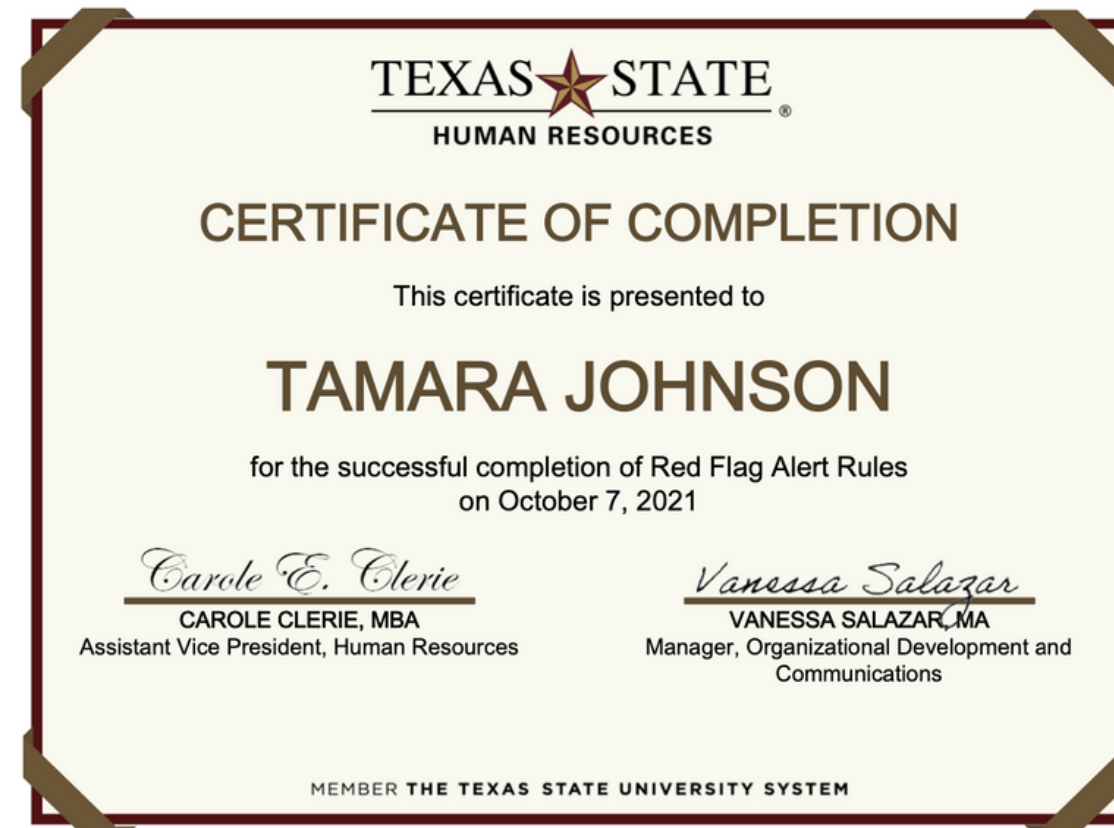 TEXAS STATE ®
HUMAN RESOURCES
CERTIFICATE OF COMPLETION
This certificate is presented to
TAMARA JOHNSON
for the successful completion of Red Flag Alert Rules
on October 7, 2021
Carole E. Clerie
CAROLE CLERIE, MBA
Assistant Vice President, Human Resources
Vanessa Salazar
VANESSA SALAZAR, MA
Manager, Organizational Development and
Communications
MEMBER THE TEXAS STATE UNIVERSITY SYSTEM